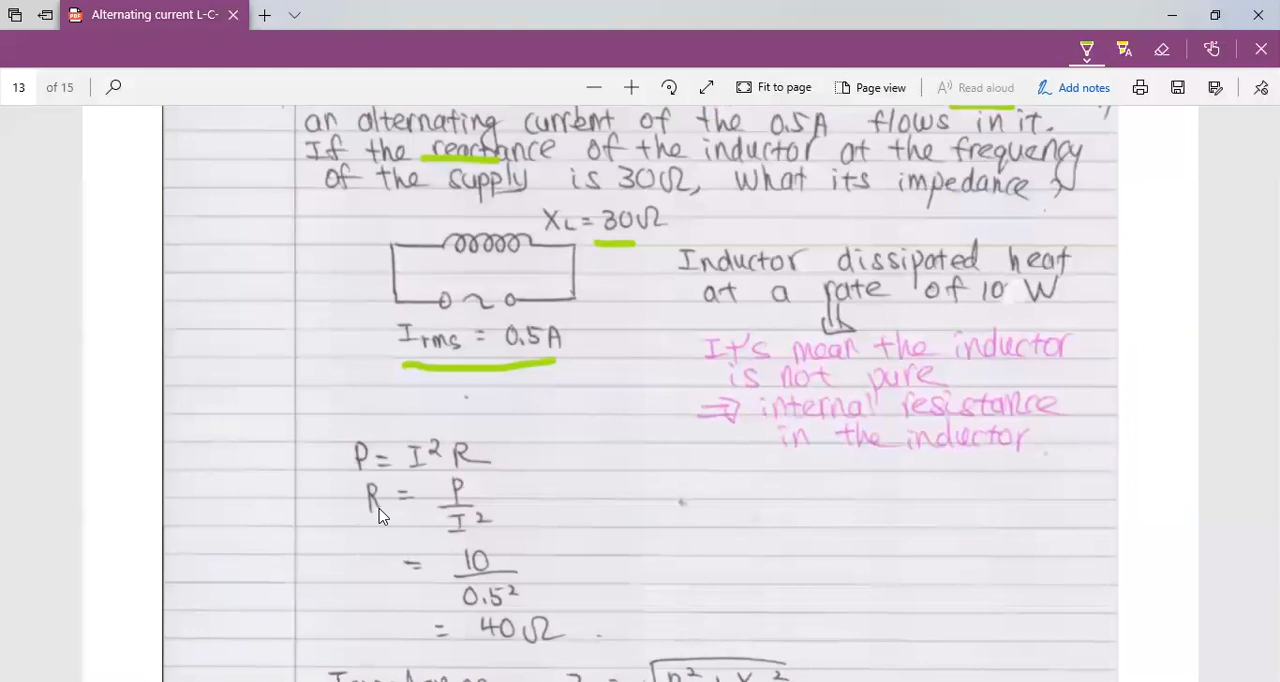 Alternating current L-C-
13 of 15
Fit to page
Page view
Read aloud
Add notes
an alternating current of the 0.5A flows in it.
If the reactance of the inductor at the frequency
of the supply is 30Ω, What its impedance ?
XL = 30Ω
Inductor dissipated heat
at a rate of 10 W
Irms = 0.5A
It's mean the inductor
is not pure
⇒ internal resistance
in the inductor
P = I² R
R = P / I²
= 10 / 0.5²
= 40Ω